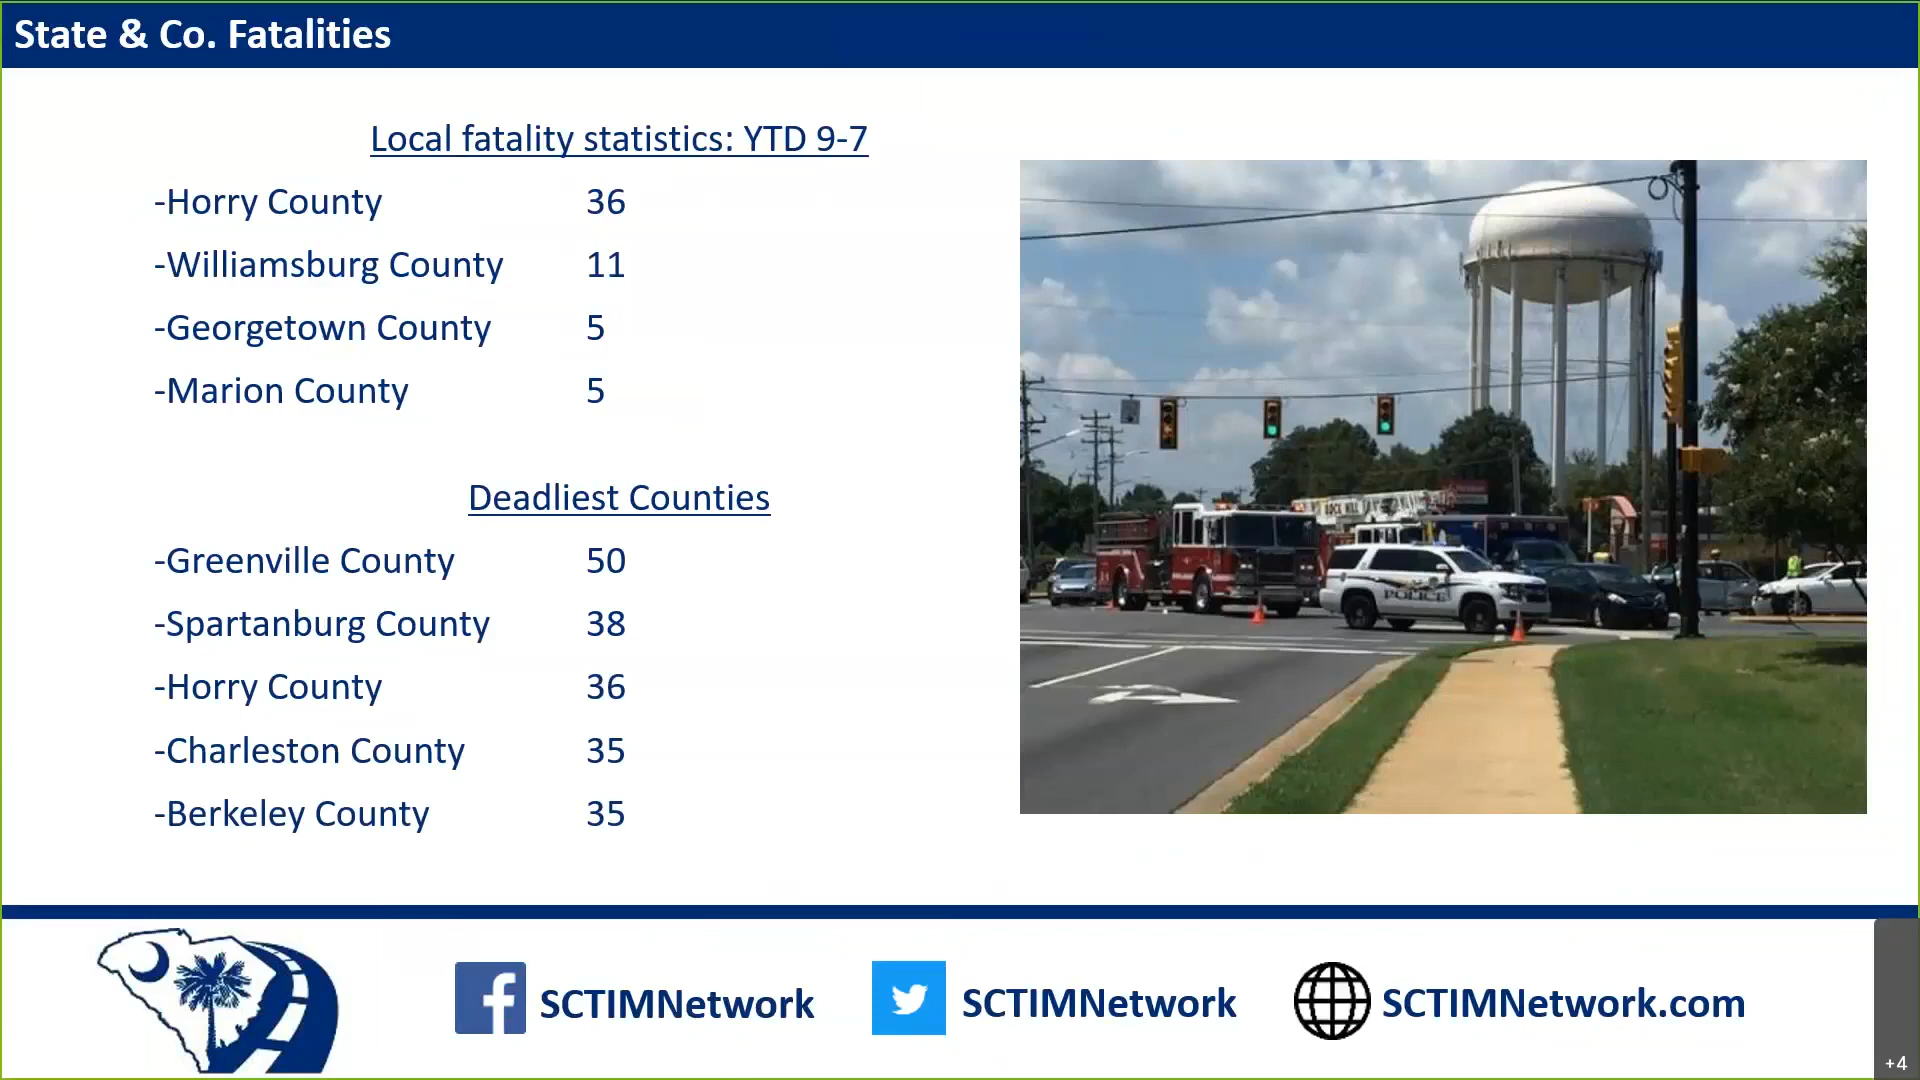 State & Co. Fatalities
Local fatality statistics: YTD 9-7
-Horry County 36
-Williamsburg County 11
-Georgetown County 5
-Marion County 5
Deadliest Counties
-Greenville County 50
-Spartanburg County 38
-Horry County 36
-Charleston County 35
-Berkeley County 35
ROCK HILL
POLICE
SCTIMNetwork
SCTIMNetwork
SCTIMNetwork.com
+4